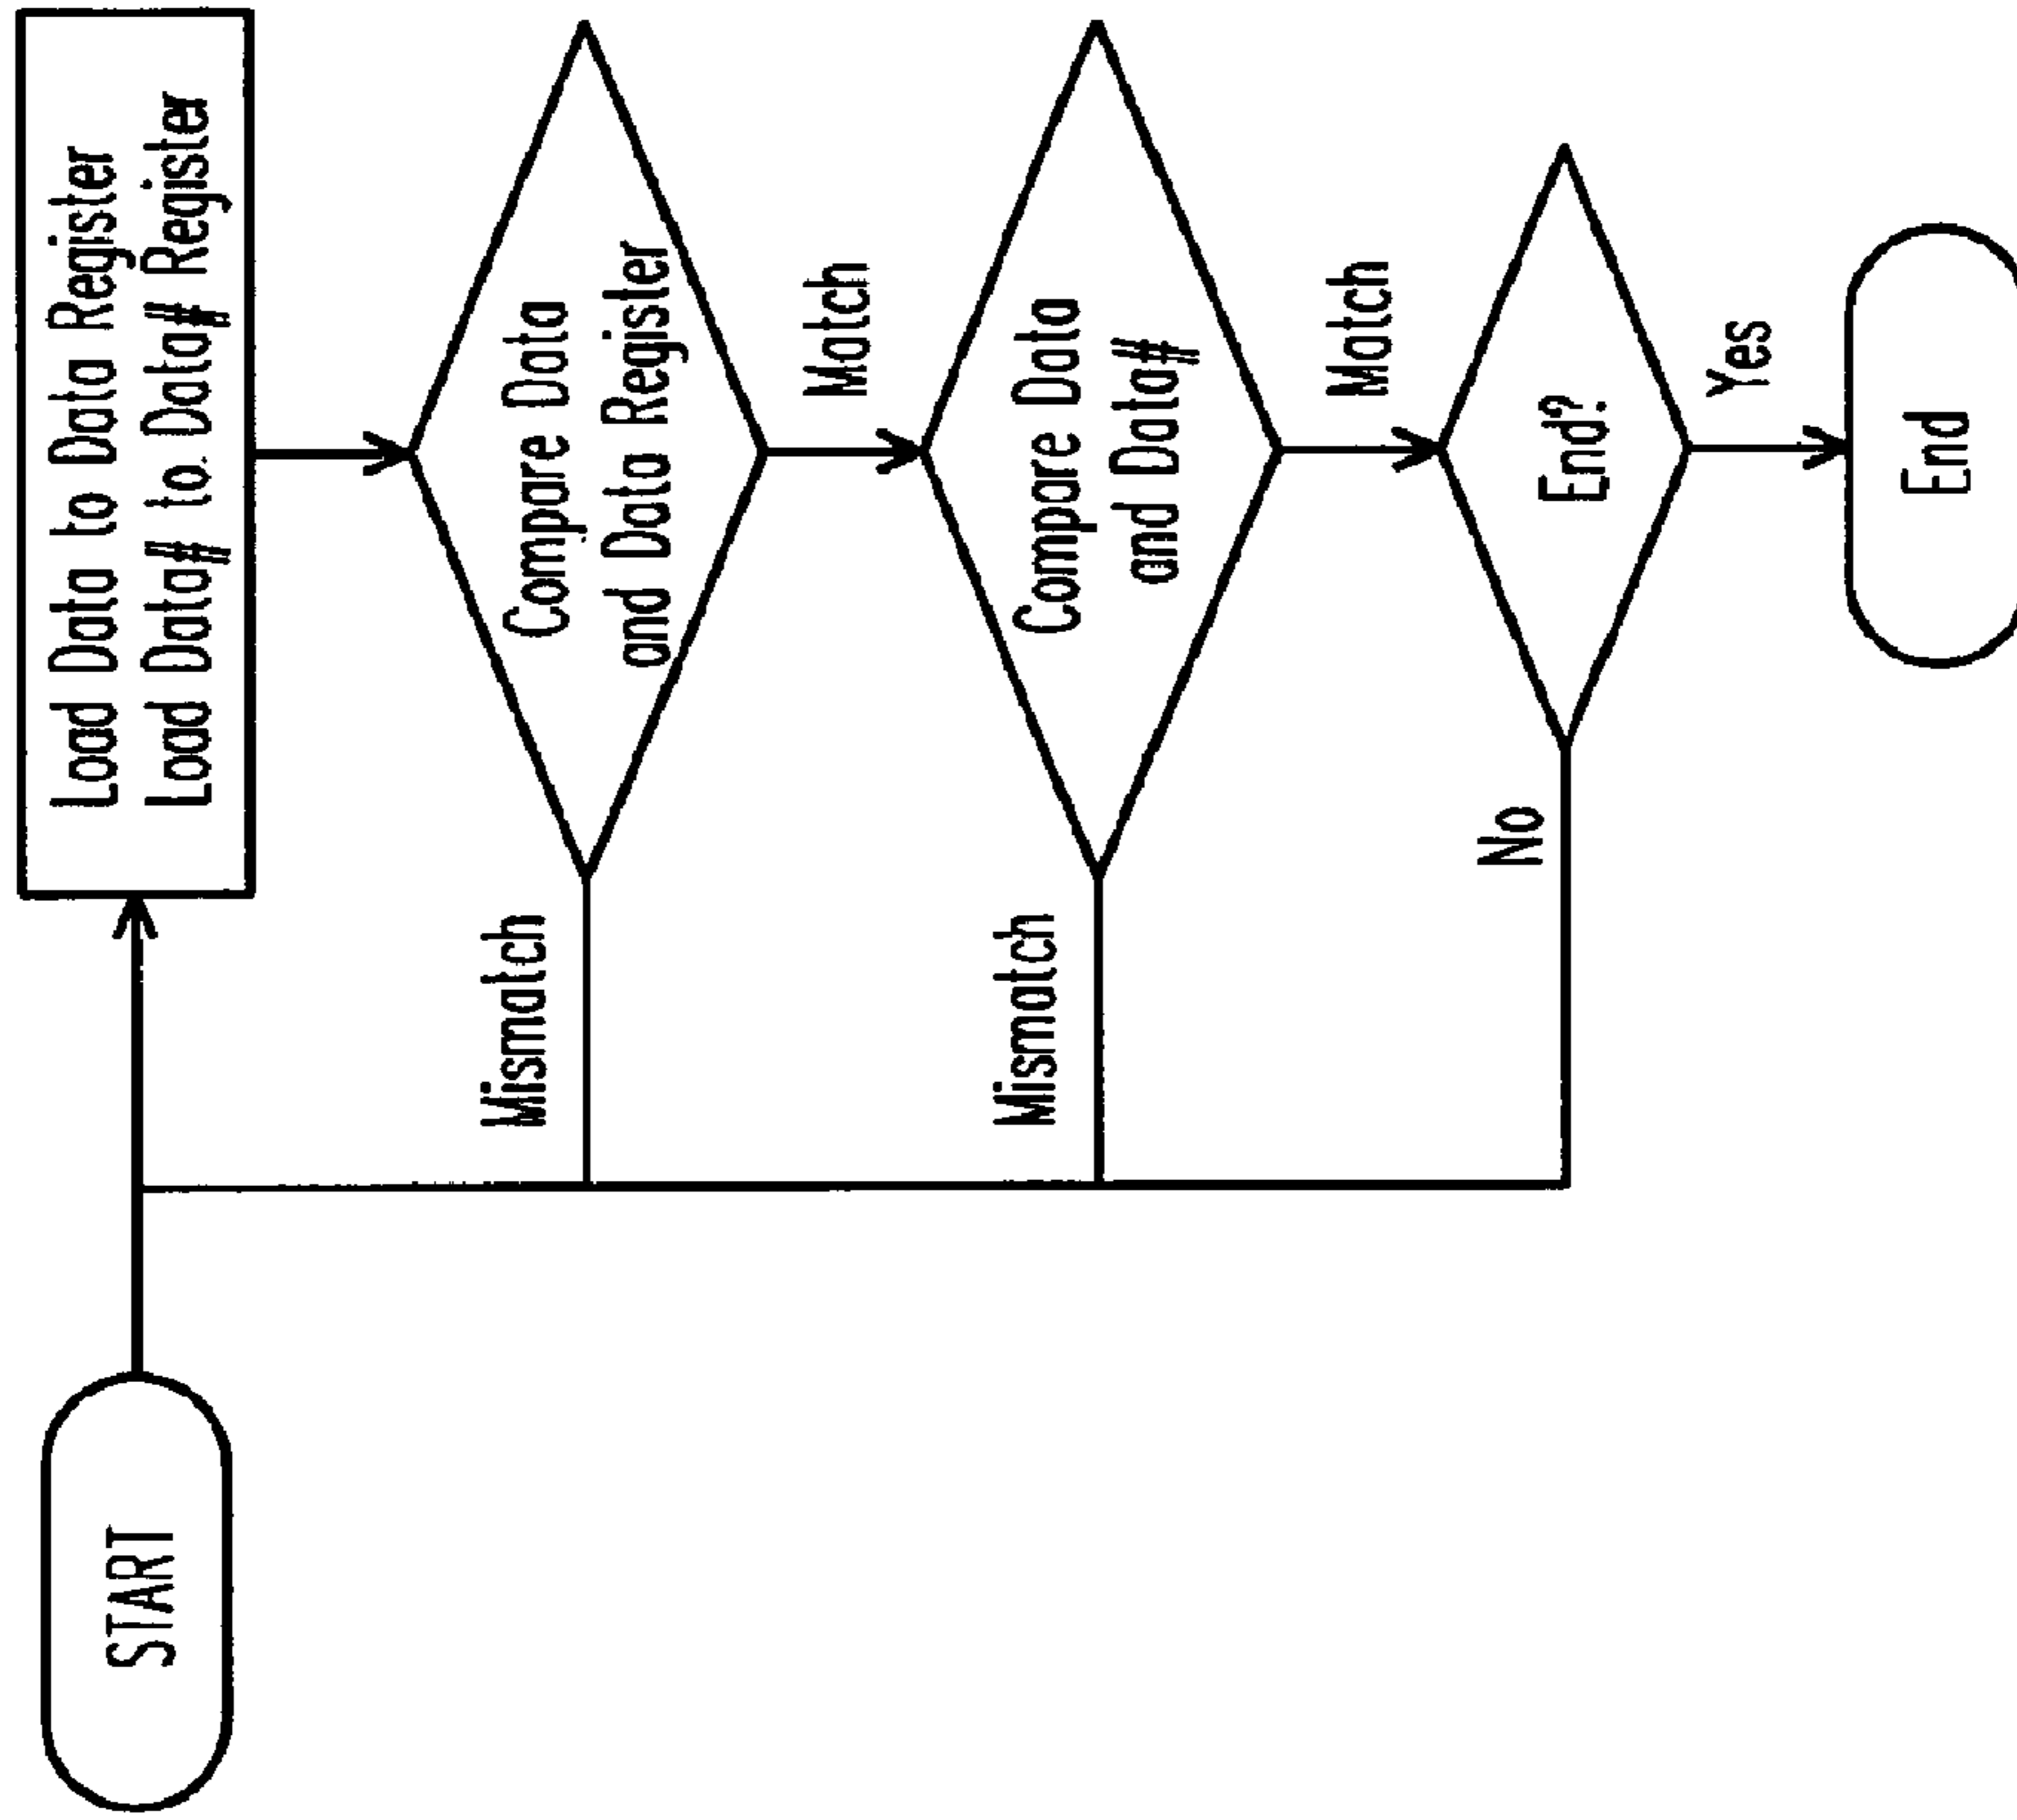 START
Load Data to Data Register
Load Data# to. Data# Register
Compare Data
and Data Register
Mismatch
Match
Compare Data
and Data#
Mismatch
Match
End?
No
Yes
End